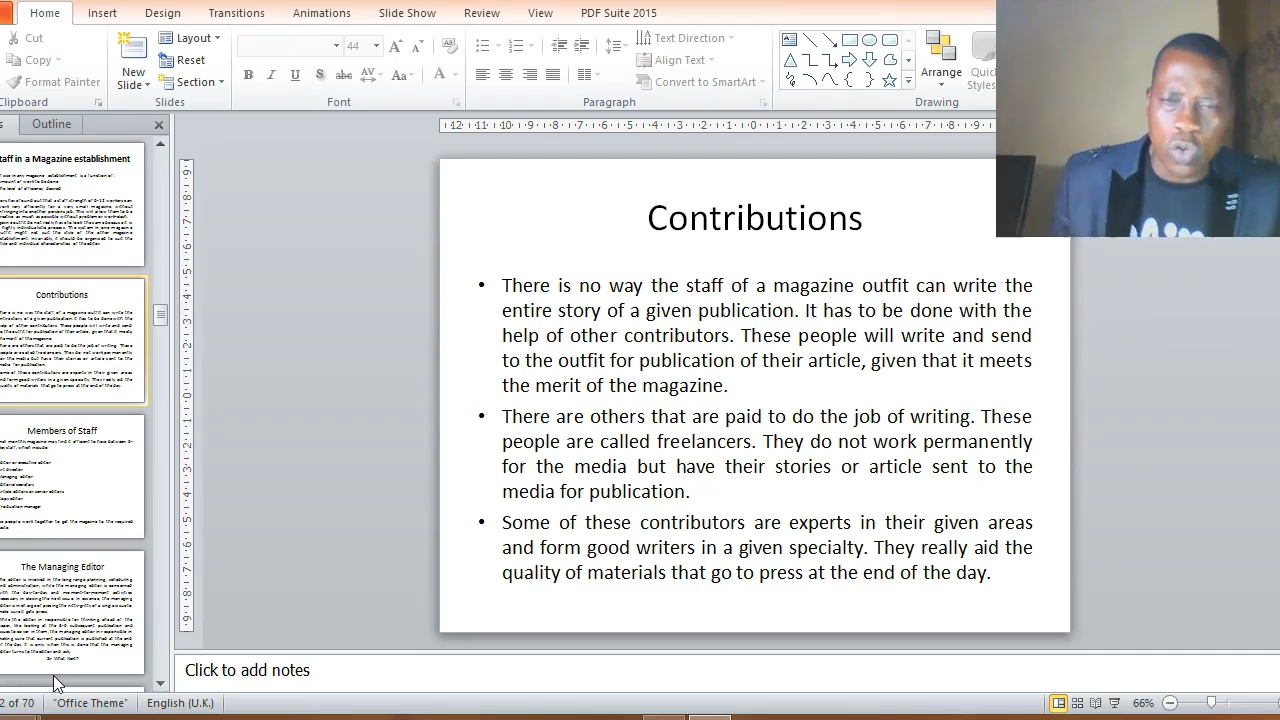 Home Insert Design Transitions Animations Slide Show Review View PDF Suite 2015
Cut
Copy
Format Painter
Clipboard
New
Slide
Layout
Reset
Section
Slides
44
Font
Text Direction
Align Text
Convert to SmartArt
Paragraph
Arrange
Quick
Styles
Drawing
Outline
taff in a Magazine establishment
Contributions
Members of Staff
The Managing Editor
Contributions
• There is no way the staff of a magazine outfit can write the
entire story of a given publication. It has to be done with the
help of other contributors. These people will write and send
to the outfit for publication of their article, given that it meets
the merit of the magazine.
• There are others that are paid to do the job of writing. These
people are called freelancers. They do not work permanently
for the media but have their stories or article sent to the
media for publication.
• Some of these contributors are experts in their given areas
and form good writers in a given specialty. They really aid the
quality of materials that go to press at the end of the day.
Click to add notes
2 of 70 "Office Theme" English (U.K.) 66%